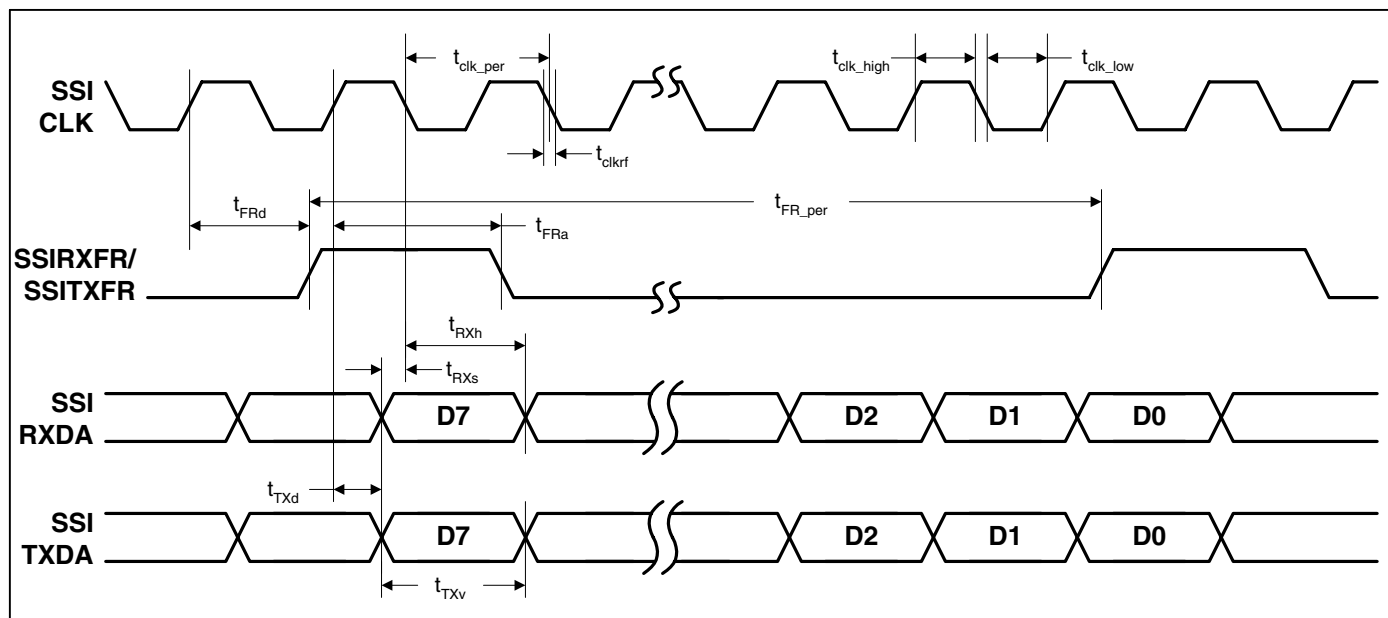 t_clk_per
t_clk_high
t_clk_low
SSI
CLK
t_clkrf
t_FRd
t_FR_per
t_FRa
SSIRXFR/
SSITXFR
t_RXh
t_RXs
SSI
RXDA
D7
D2
D1
D0
t_TXd
SSI
TXDA
D7
D2
D1
D0
t_TXv